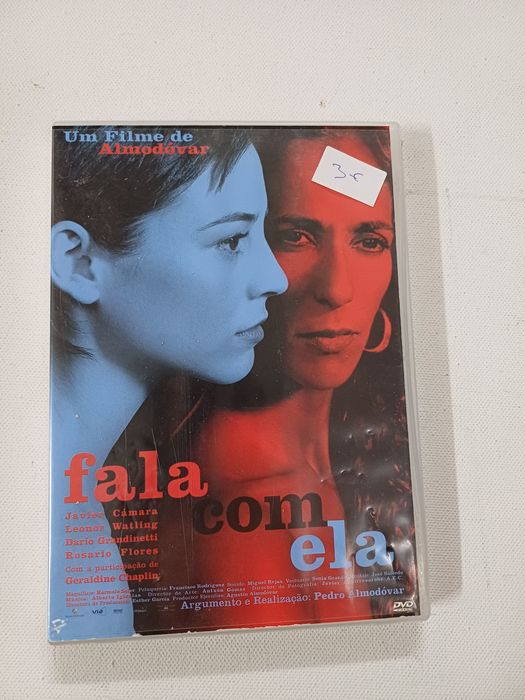 Um Filme de
Almodóvar
3€
fala
com
ela
Javier Cámara
Leonor Watling
Darío Grandinetti
Rosario Flores
Com a participação de
Geraldine Chaplin
Argumento e Realização: Pedro Almodóvar
DVD